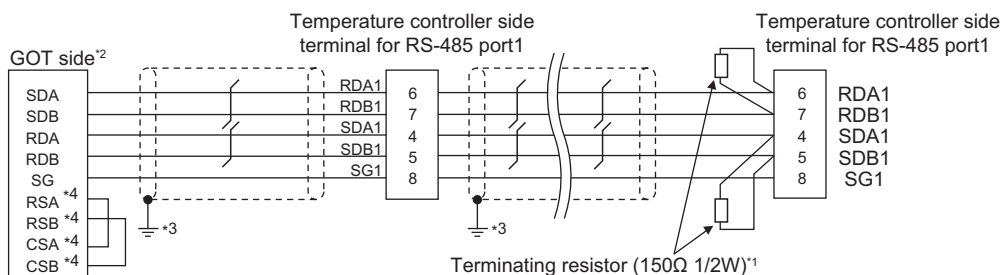 Temperature controller side
terminal for RS-485 port1
Temperature controller side
terminal for RS-485 port1
GOT side*2
SDA
SDB
RDA
RDB
SG
RSA *4
RSB *4
CSA *4
CSB *4
*3
RDA1
RDB1
SDA1
SDB1
SG1
6
7
4
5
8
*3
6
7
4
5
8
RDA1
RDB1
SDA1
SDB1
SG1
Terminating resistor (150Ω 1/2W)*1